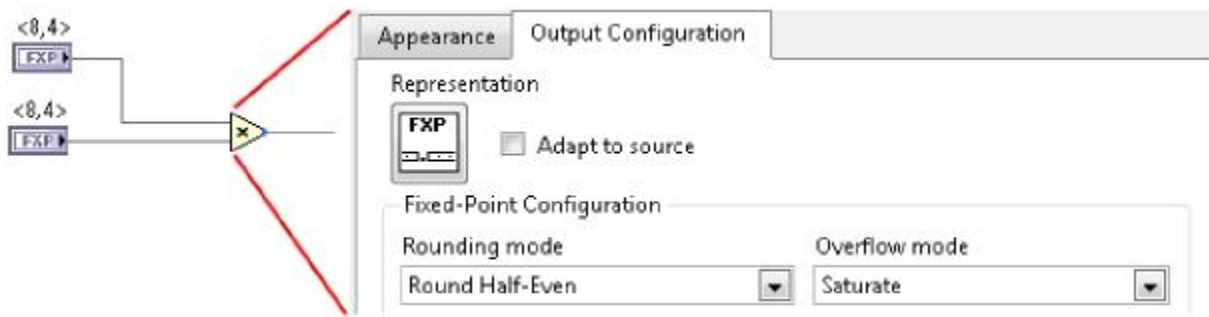 <8,4>
FXP
<8,4>
FXP
×
Appearance
Output Configuration
Representation
FXP
Adapt to source
Fixed-Point Configuration
Rounding mode
Overflow mode
Round Half-Even
Saturate